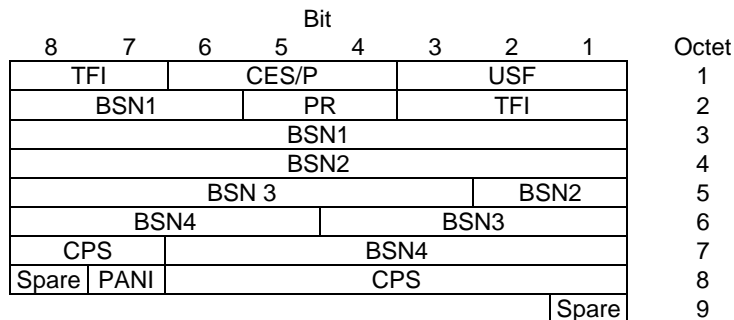 Bit
8 7 6 5 4 3 2 1 Octet
TFI CES/P USF 1
BSN1 PR TFI 2
BSN1 3
BSN2 4
BSN 3 BSN2 5
BSN4 BSN3 6
CPS BSN4 7
Spare PANI CPS 8
Spare 9